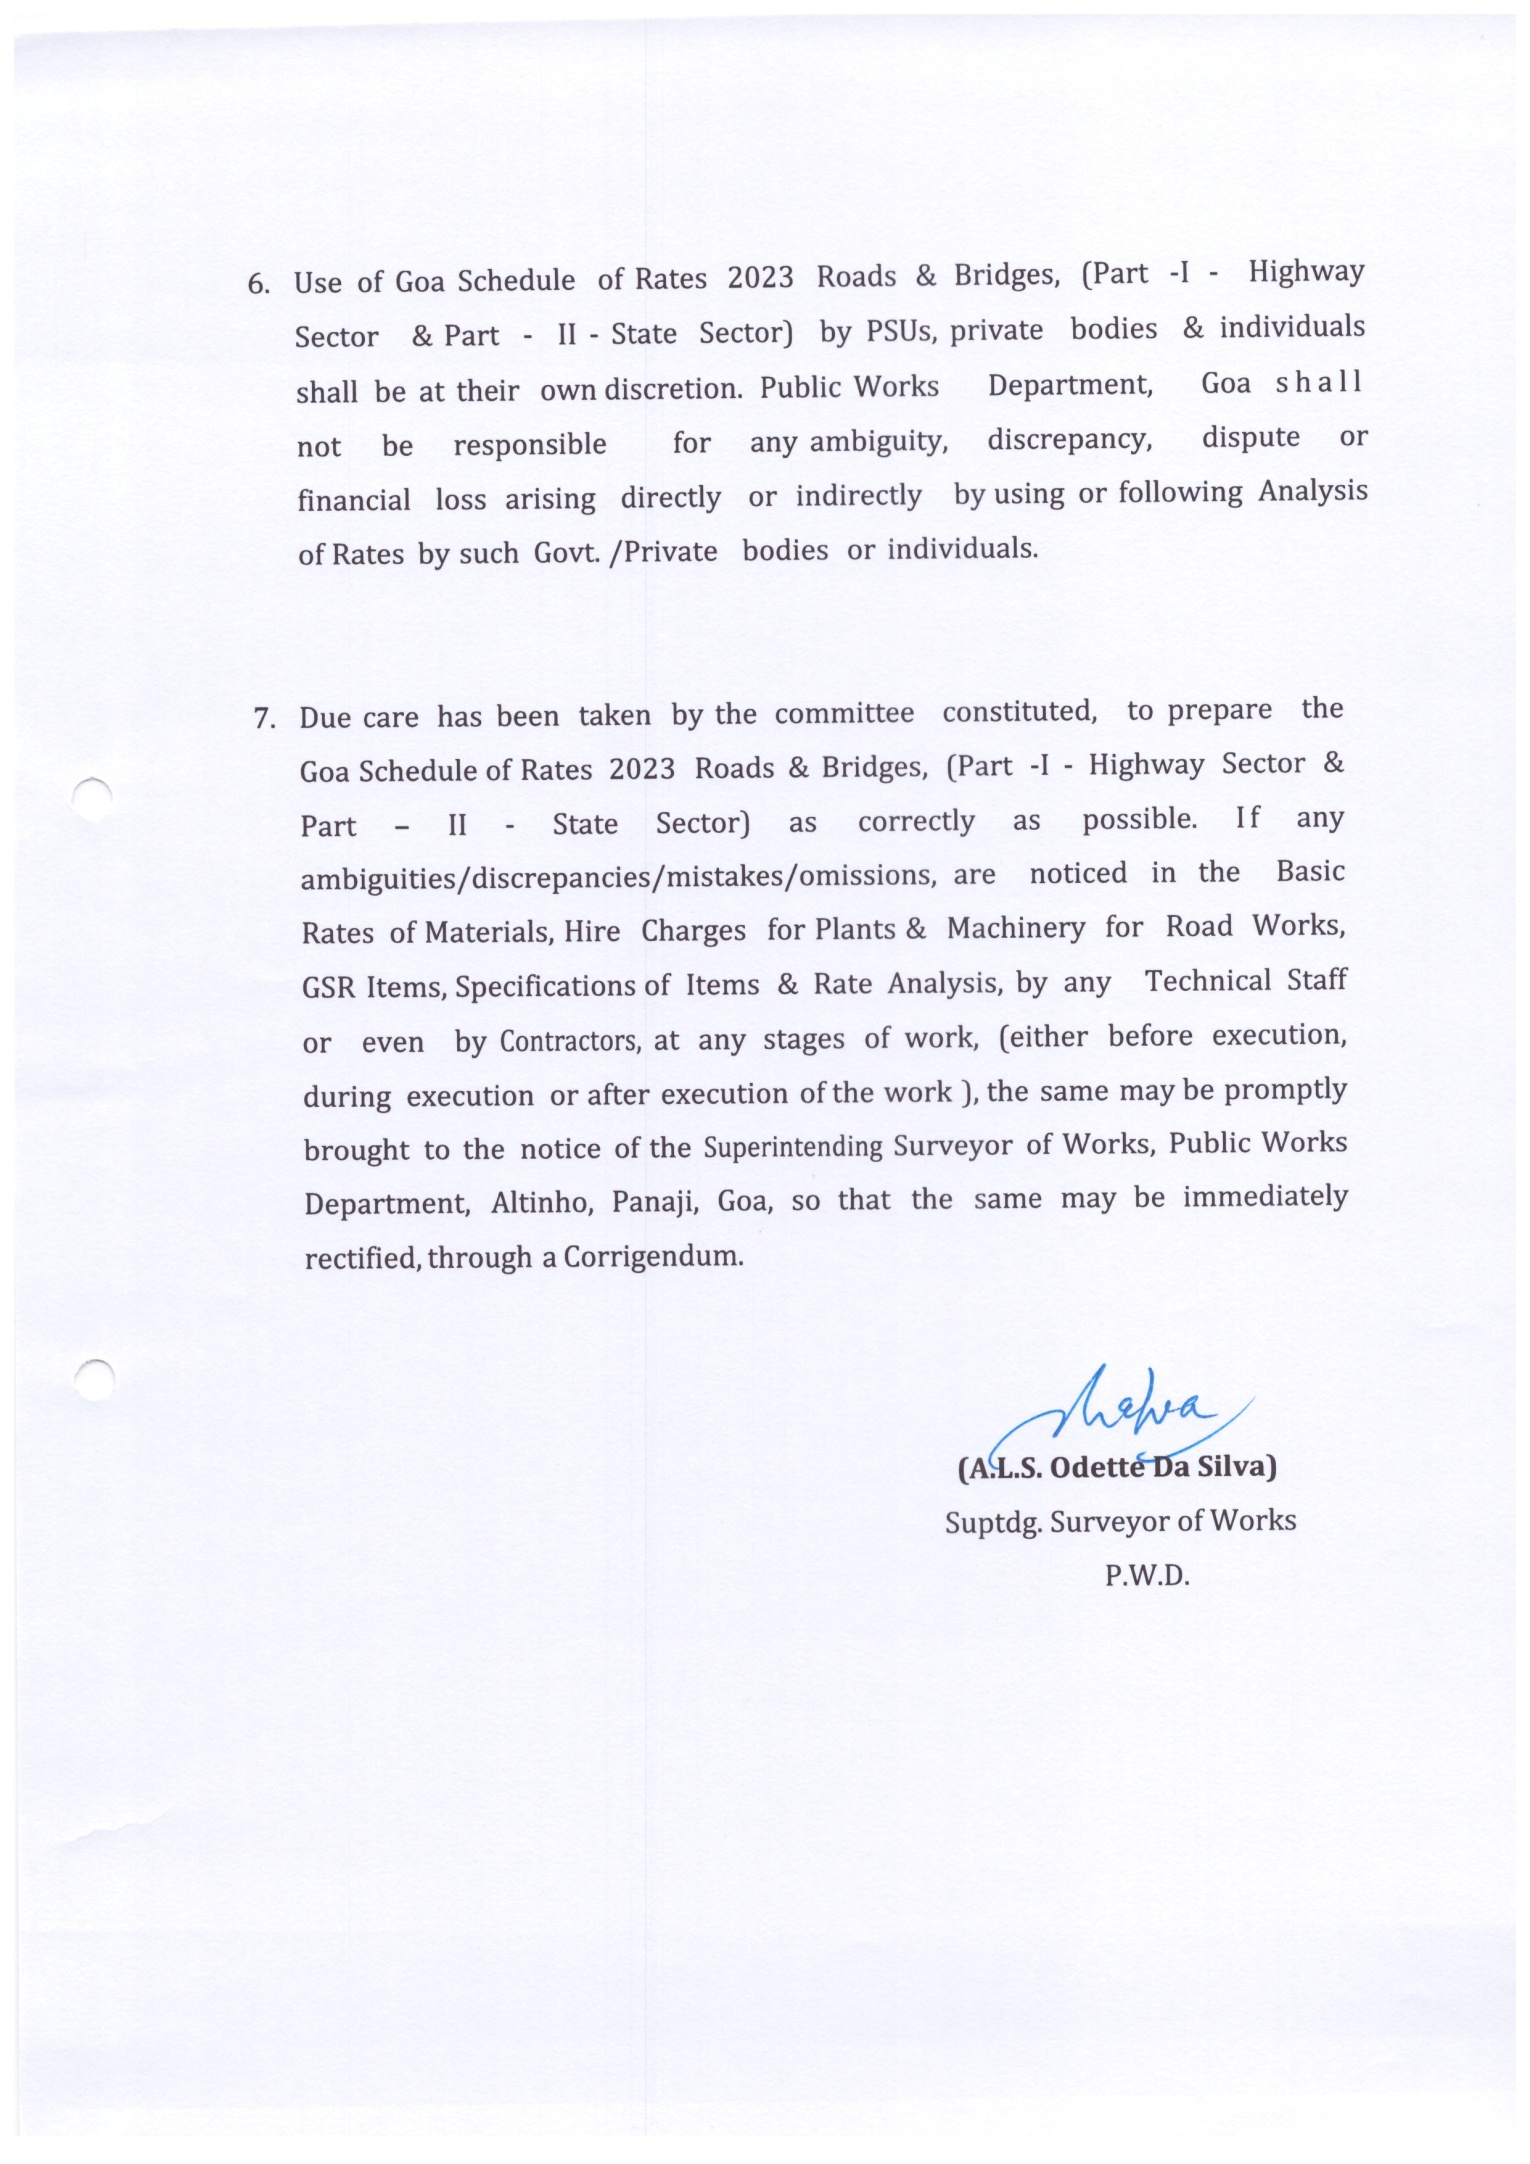 6. Use of Goa Schedule of Rates 2023 Roads & Bridges, (Part -I - Highway
Sector & Part - II - State Sector) by PSUs, private bodies & individuals
shall be at their own discretion. Public Works Department, Goa shall
not be responsible for any ambiguity, discrepancy, dispute or
financial loss arising directly or indirectly by using or following Analysis
of Rates by such Govt. /Private bodies or individuals.
7. Due care has been taken by the committee constituted, to prepare the
Goa Schedule of Rates 2023 Roads & Bridges, (Part -I - Highway Sector &
Part – II - State Sector) as correctly as possible. If any
ambiguities/discrepancies/mistakes/omissions, are noticed in the Basic
Rates of Materials, Hire Charges for Plants & Machinery for Road Works,
GSR Items, Specifications of Items & Rate Analysis, by any Technical Staff
or even by Contractors, at any stages of work, (either before execution,
during execution or after execution of the work ), the same may be promptly
brought to the notice of the Superintending Surveyor of Works, Public Works
Department, Altinho, Panaji, Goa, so that the same may be immediately
rectified, through a Corrigendum.
(A.L.S. Odette Da Silva)
Suptdg. Surveyor of Works
P.W.D.